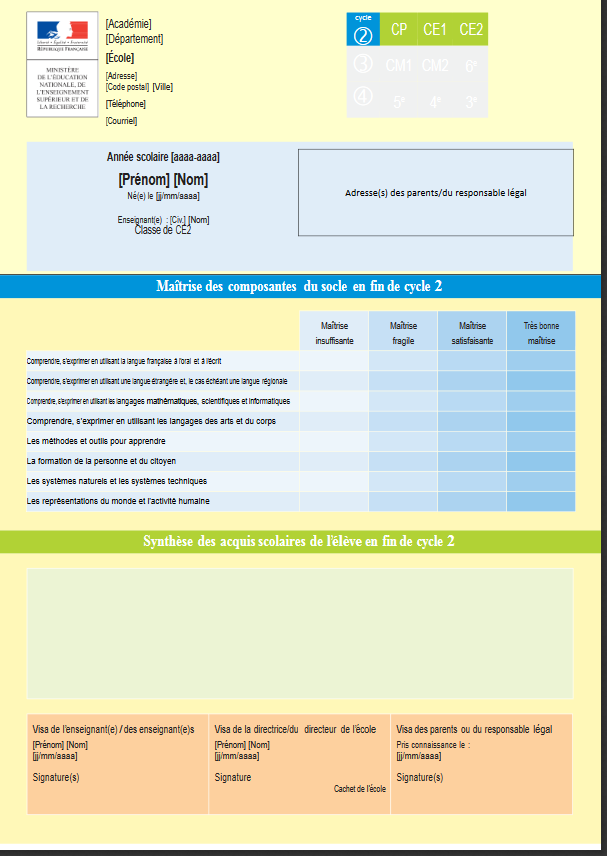 Liberté • Égalité • Fraternité
RÉPUBLIQUE FRANÇAISE
MINISTÈRE
DE L'ÉDUCATION
NATIONALE, DE
L'ENSEIGNEMENT
SUPÉRIEUR ET DE
LA RECHERCHE
[Académie]
[Département]
[École]
[Adresse]
[Code postal] [Ville]
[Téléphone]
[Courriel]
cycle
② CP CE1 CE2
③ CM1 CM2 6e
④ 5e 4e 3e
Année scolaire [aaaa-aaaa]
[Prénom] [Nom]
Né(e) le [jj/mm/aaaa]
Enseignant(e) : [Civ.] [Nom]
Classe de CE2
Adresse(s) des parents/du responsable légal
Maîtrise des composantes du socle en fin de cycle 2
Maîtrise insuffisante
Maîtrise fragile
Maîtrise satisfaisante
Très bonne maîtrise
Comprendre, s'exprimer en utilisant la langue française à l'oral et à l'écrit
Comprendre, s'exprimer en utilisant une langue étrangère et, le cas échéant une langue régionale
Comprendre, s'exprimer en utilisant les langages mathématiques, scientifiques et informatiques
Comprendre, s'exprimer en utilisant les langages des arts et du corps
Les méthodes et outils pour apprendre
La formation de la personne et du citoyen
Les systèmes naturels et les systèmes techniques
Les représentations du monde et l'activité humaine
Synthèse des acquis scolaires de l'élève en fin de cycle 2
Visa de l'enseignant(e) / des enseignant(e)s
[Prénom] [Nom]
[jj/mm/aaaa]
Signature(s)
Visa de la directrice/du directeur de l'école
[Prénom] [Nom]
[jj/mm/aaaa]
Signature
Cachet de l'école
Visa des parents ou du responsable légal
Pris connaissance le :
[jj/mm/aaaa]
Signature(s)